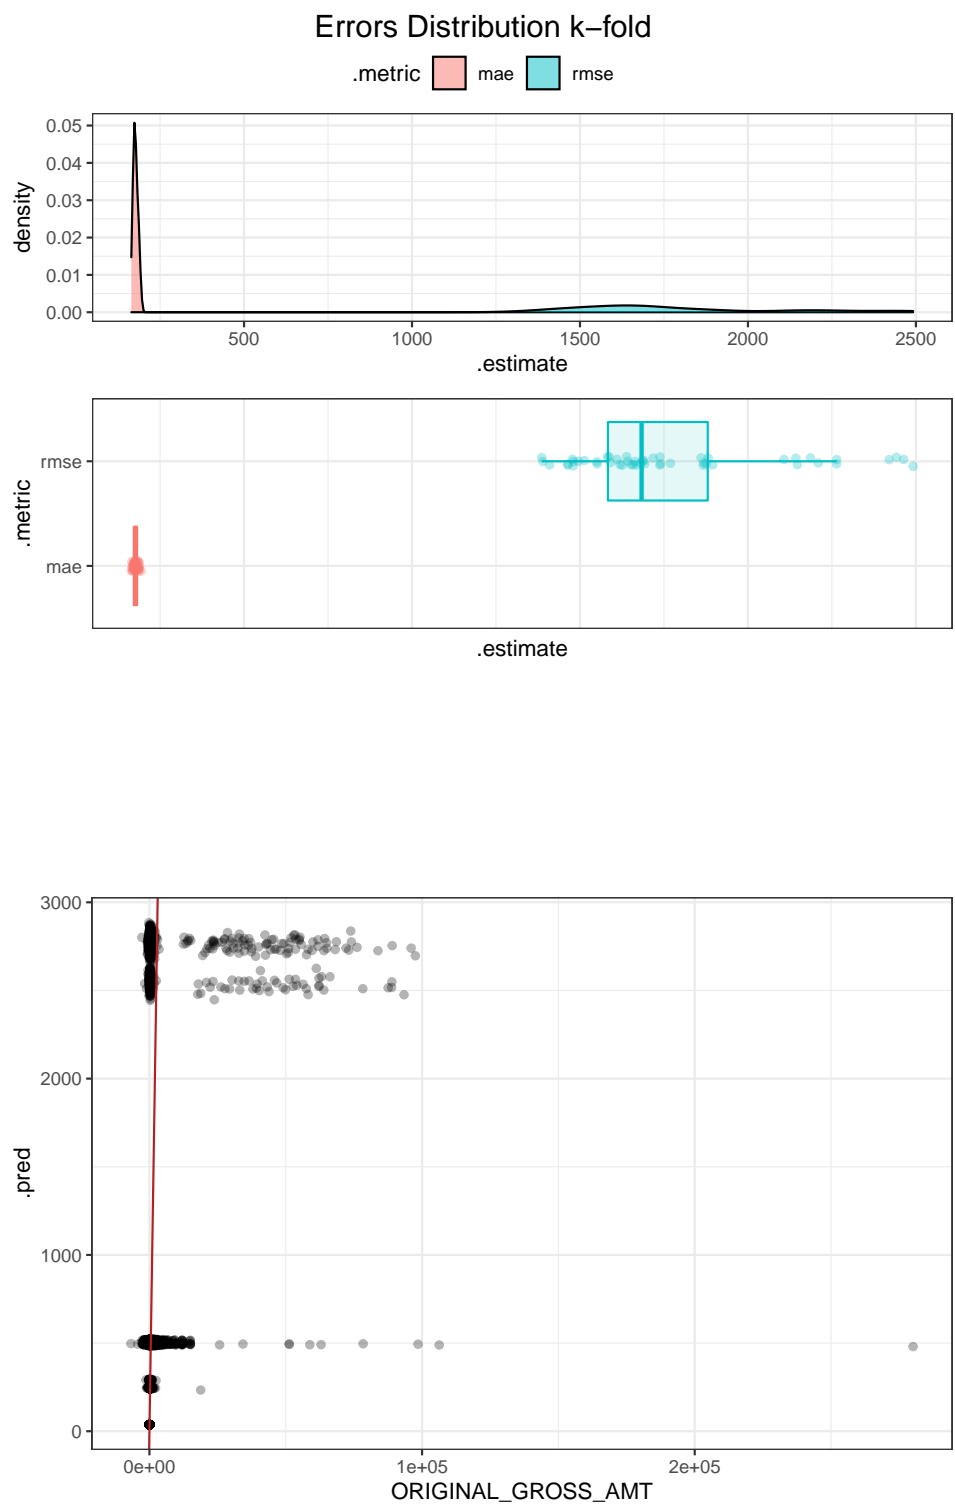 Errors Distribution k−fold
.metric mae rmse
0.05
0.04
0.03
0.02
0.01
0.00
density
500 1000 1500 2000 2500
.estimate
rmse
mae
.metric
.estimate
3000
2000
1000
0
.pred
0e+00 1e+05 2e+05
ORIGINAL_GROSS_AMT